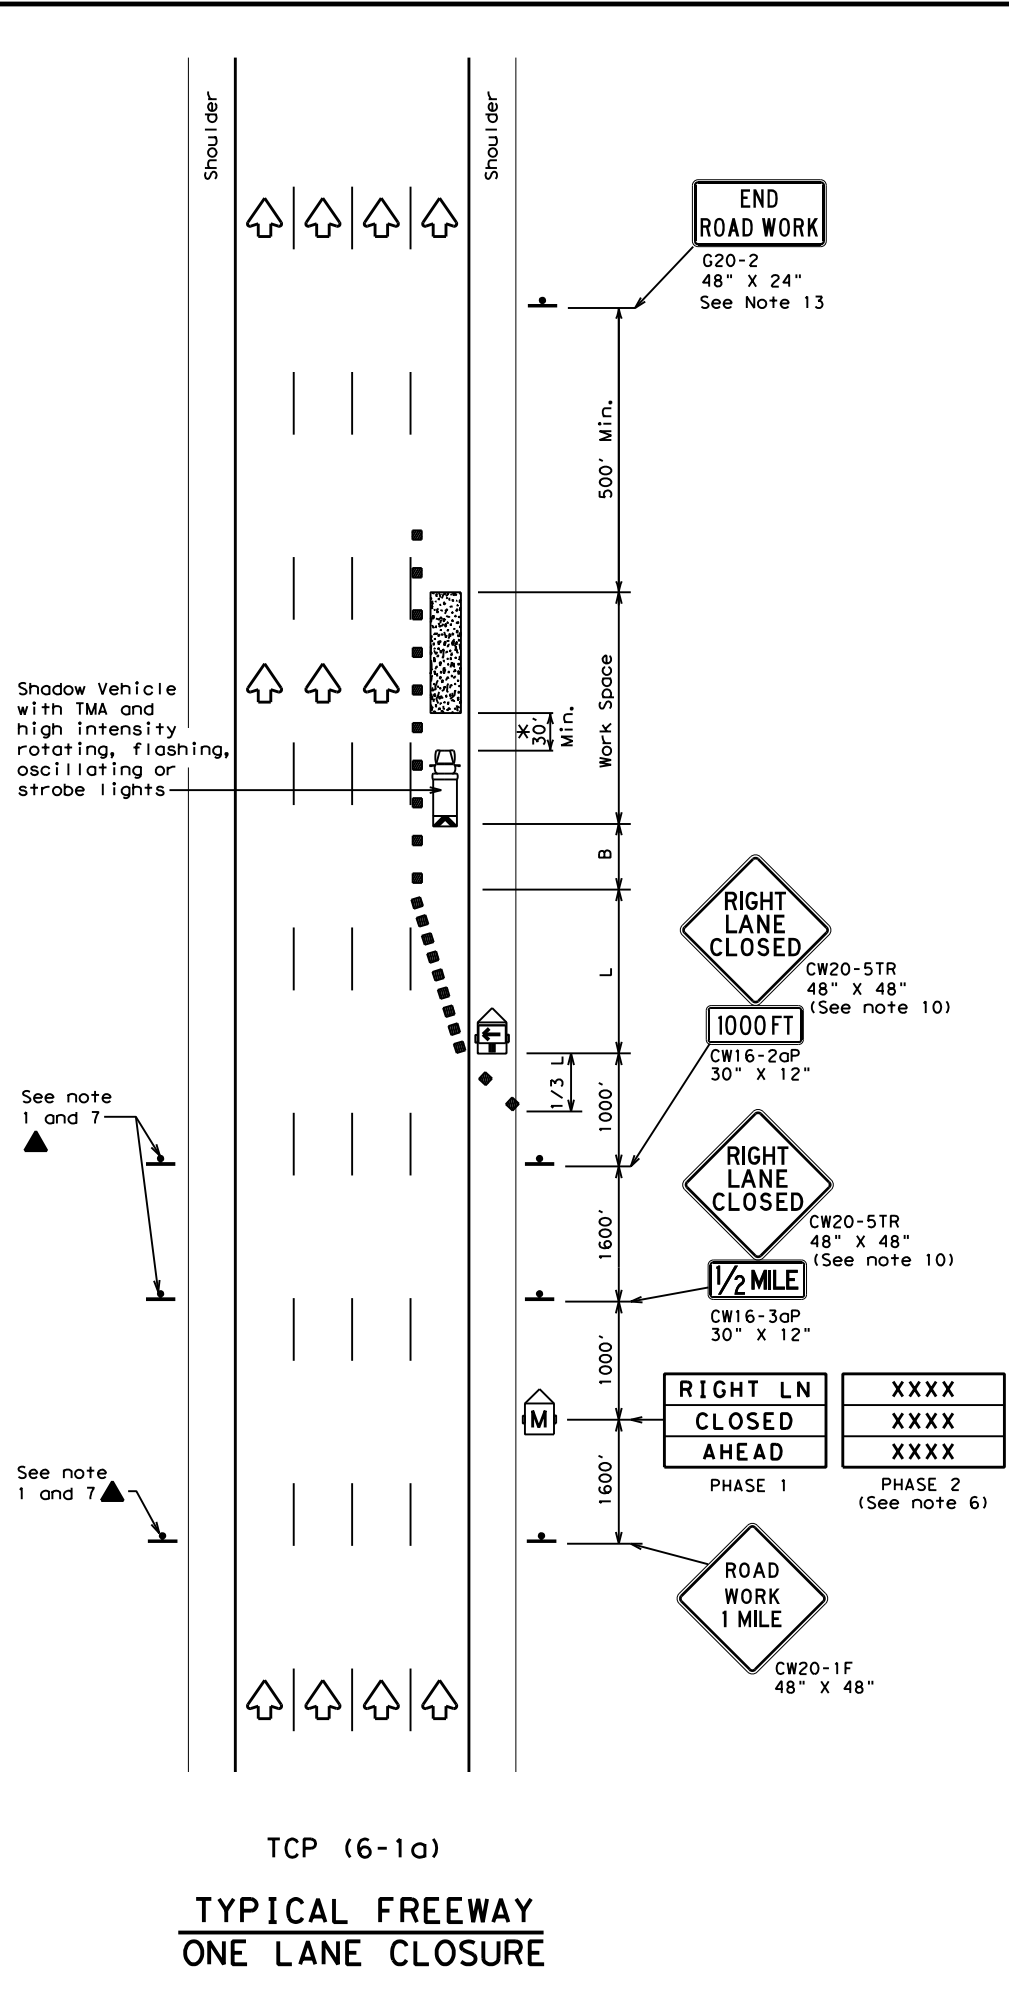 Shoulder
Shoulder
END
ROAD WORK
G20-2
48" X 24"
See Note 13
500' Min.
Shadow Vehicle
with TMA and
high intensity
rotating, flashing,
oscillating or
strobe lights
Work Space
* 30'
Min.
B
L
RIGHT
LANE
CLOSED
CW20-5TR
48" X 48"
(See note 10)
1000 FT
CW16-2aP
30" X 12"
1/3 L
1000'
See note
1 and 7
RIGHT
LANE
CLOSED
CW20-5TR
48" X 48"
(See note 10)
1/2 MILE
CW16-3aP
30" X 12"
1600'
1000'
M
RIGHT LN
CLOSED
AHEAD
PHASE 1
XXXX
XXXX
XXXX
PHASE 2
(See note 6)
1600'
See note
1 and 7
ROAD
WORK
1 MILE
CW20-1F
48" X 48"
TCP (6-1a)
TYPICAL FREEWAY
ONE LANE CLOSURE